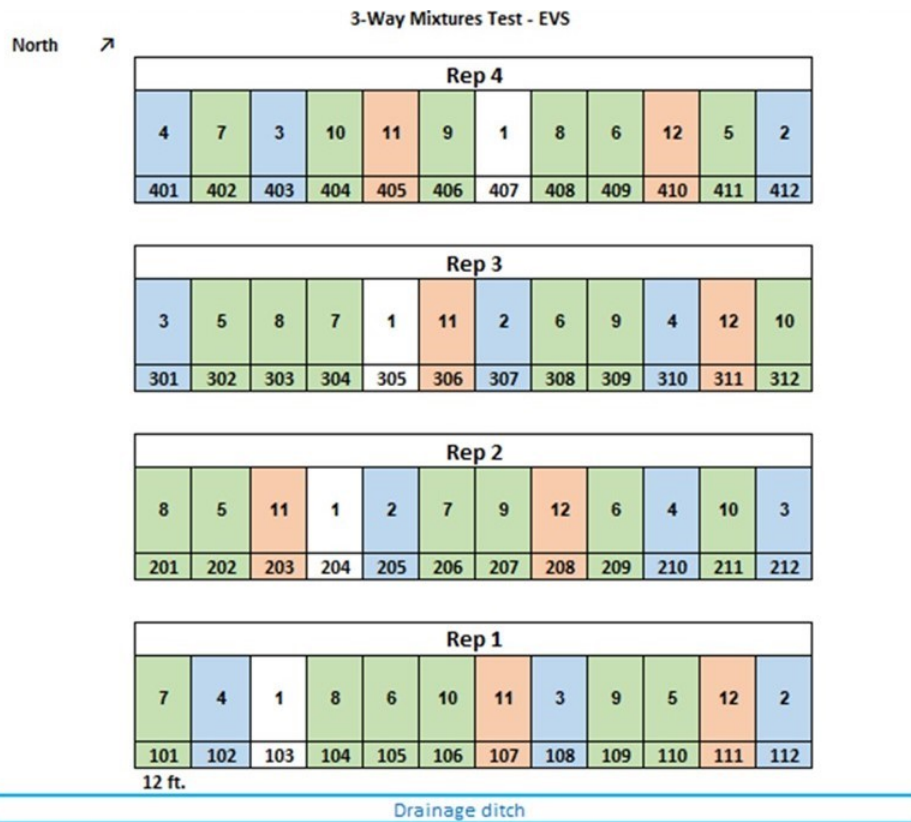 3-Way Mixtures Test - EVS
North ↗
Rep 4
4 7 3 10 11 9 1 8 6 12 5 2
401 402 403 404 405 406 407 408 409 410 411 412
Rep 3
3 5 8 7 1 11 2 6 9 4 12 10
301 302 303 304 305 306 307 308 309 310 311 312
Rep 2
8 5 11 1 2 7 9 12 6 4 10 3
201 202 203 204 205 206 207 208 209 210 211 212
Rep 1
7 4 1 8 6 10 11 3 9 5 12 2
101 102 103 104 105 106 107 108 109 110 111 112
12 ft.
Drainage ditch